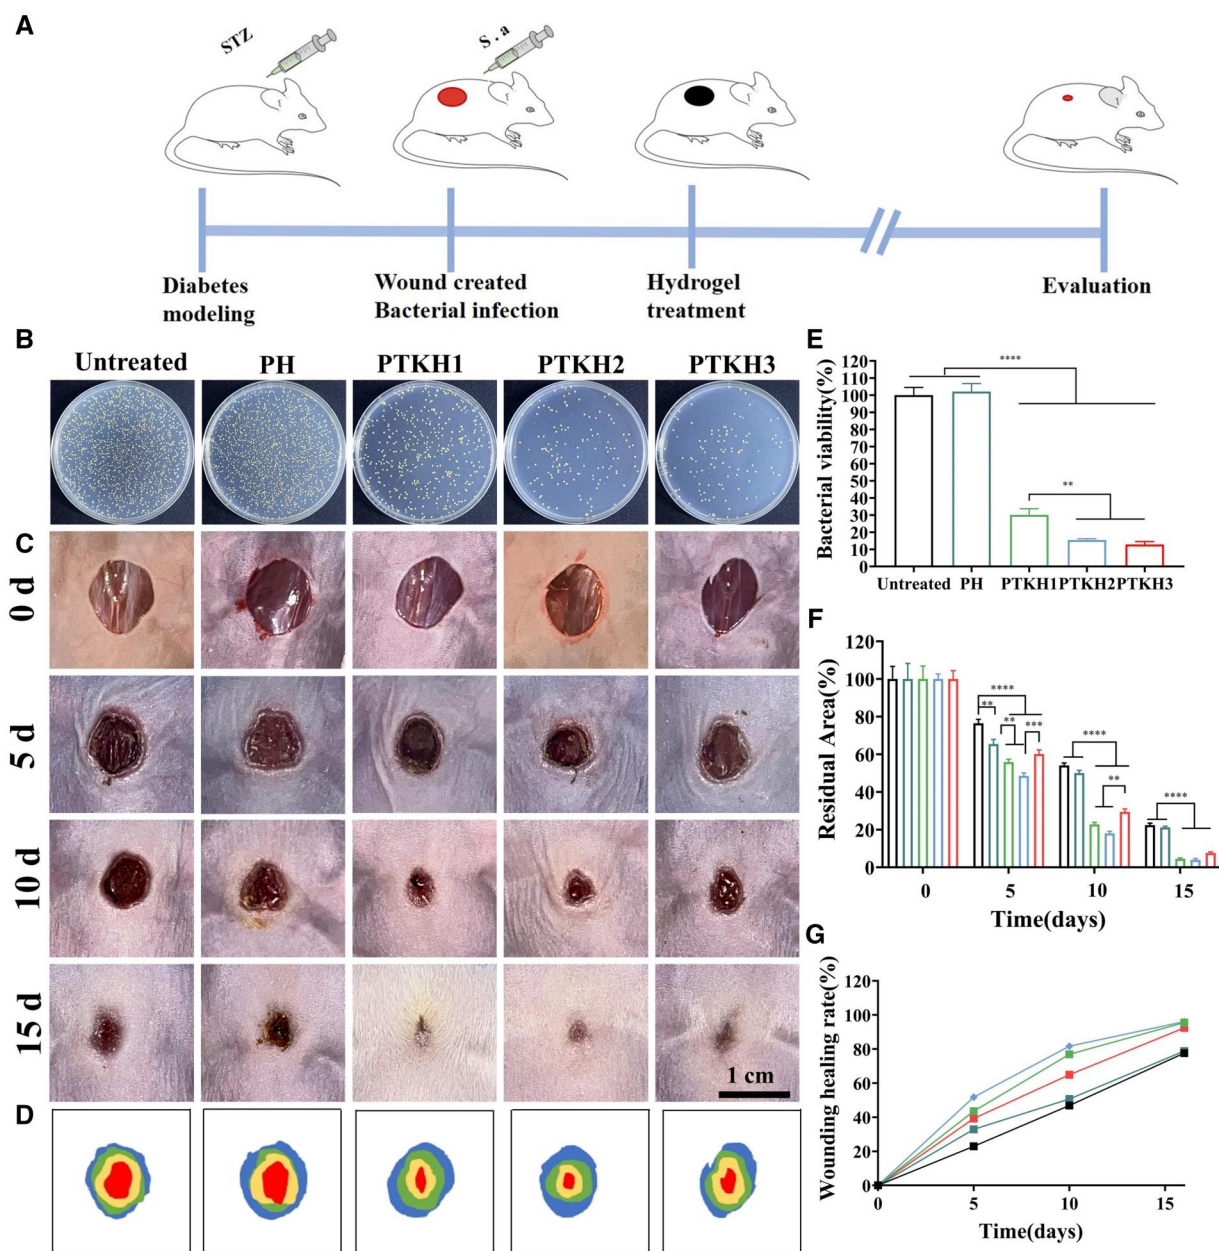 A
STZ
S . a
Diabetes
modeling
Wound created
Bacterial infection
Hydrogel
treatment
Evaluation
B
Untreated
PH
PTKH1
PTKH2
PTKH3
C
0 d
5 d
10 d
15 d
1 cm
D
E
Bacterial viability(%)
120
110
100
90
80
70
60
50
40
30
20
10
0
****
**
Untreated
PH
PTKH1
PTKH2
PTKH3
F
Residual Area(%)
120
100
80
60
40
20
0
****
**
**
***
****
**
****
0
5
10
15
Time(days)
G
Wounding healing rate(%)
120
100
80
60
40
20
0
0
5
10
15
Time(days)